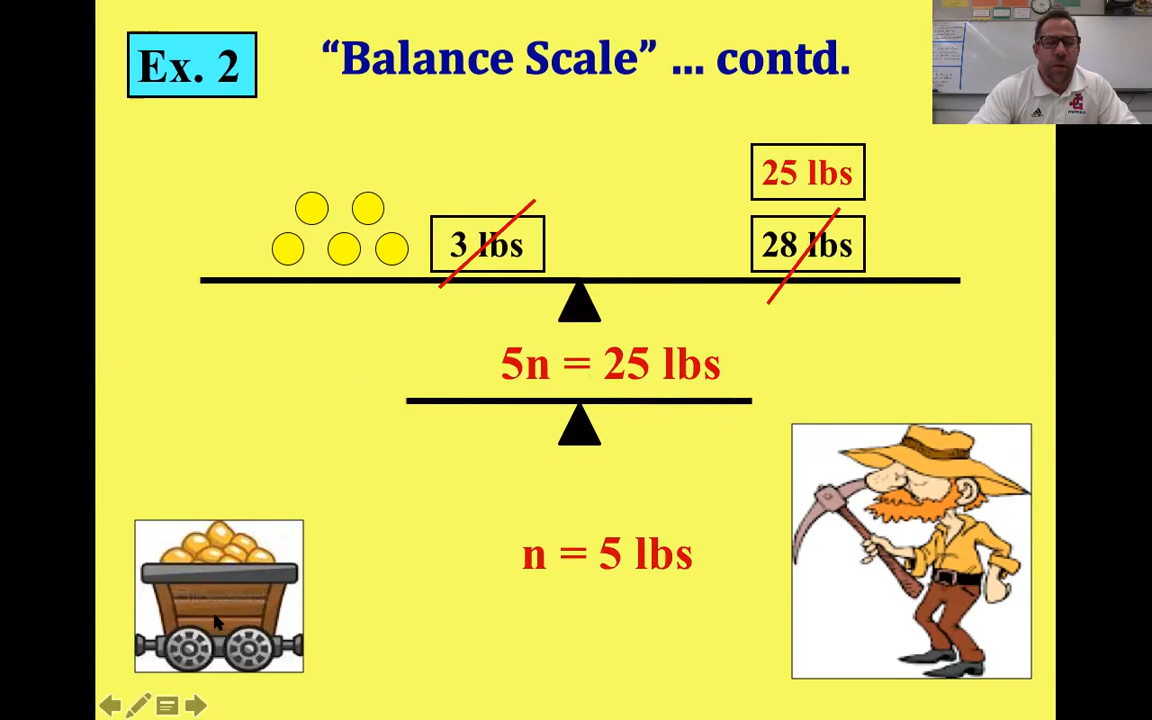 Ex. 2
“Balance Scale” ... contd.
25 lbs
3 lbs
28 lbs
5n = 25 lbs
n = 5 lbs